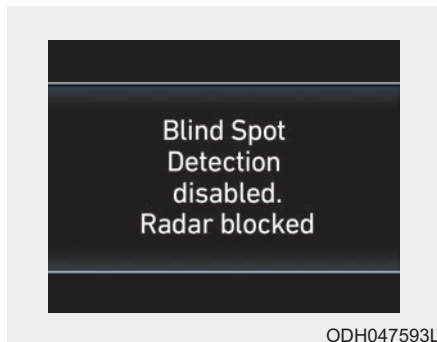 Blind Spot
Detection
disabled.
Radar blocked
ODH047593L